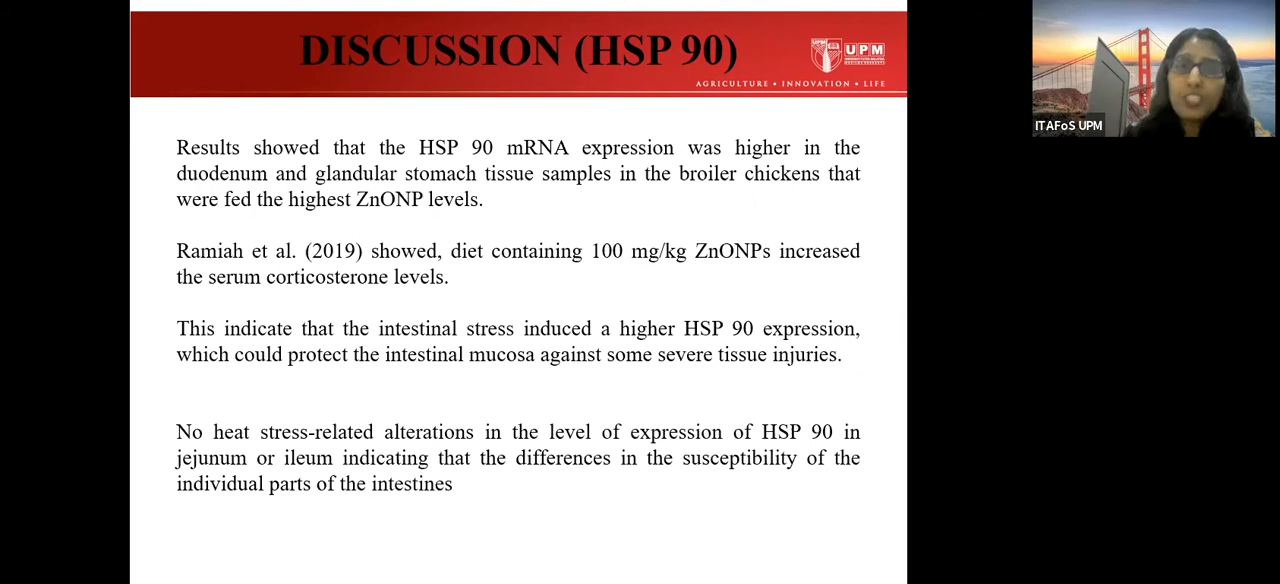 DISCUSSION (HSP 90)
UPM
AGRICULTURE • INNOVATION • LIFE
ITAFoS UPM
Results showed that the HSP 90 mRNA expression was higher in the
duodenum and glandular stomach tissue samples in the broiler chickens that
were fed the highest ZnONP levels.
Ramiah et al. (2019) showed, diet containing 100 mg/kg ZnONPs increased
the serum corticosterone levels.
This indicate that the intestinal stress induced a higher HSP 90 expression,
which could protect the intestinal mucosa against some severe tissue injuries.
No heat stress-related alterations in the level of expression of HSP 90 in
jejunum or ileum indicating that the differences in the susceptibility of the
individual parts of the intestines